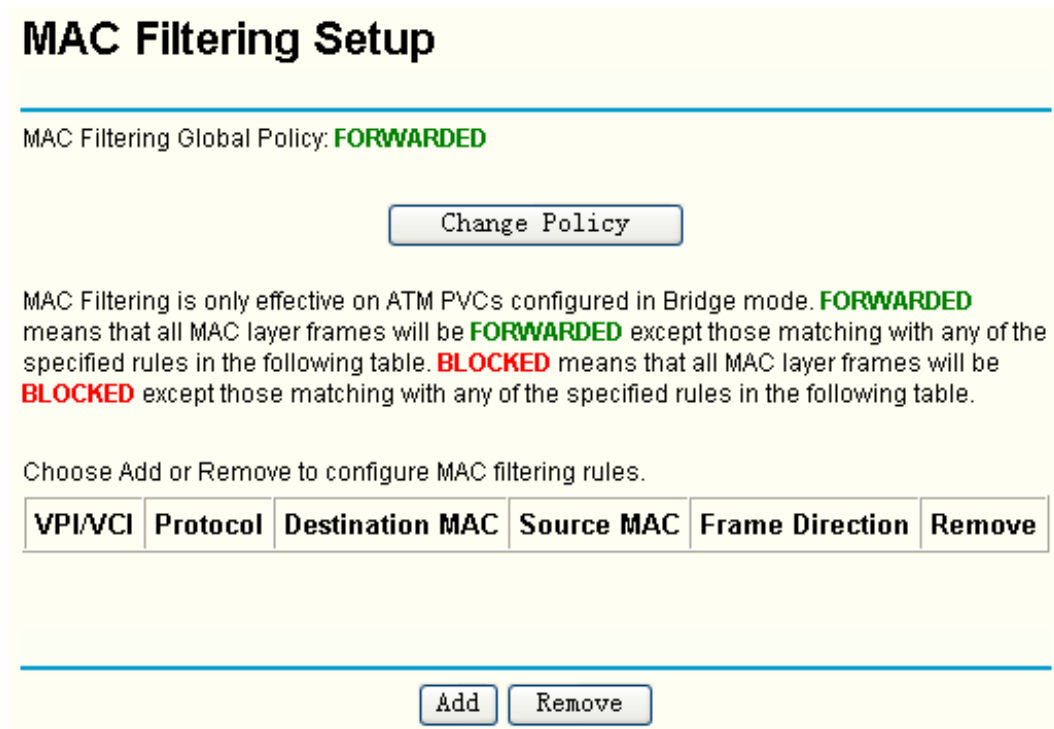 MAC Filtering Setup
MAC Filtering Global Policy: FORWARDED
Change Policy
MAC Filtering is only effective on ATM PVCs configured in Bridge mode. FORWARDED
means that all MAC layer frames will be FORWARDED except those matching with any of the
specified rules in the following table. BLOCKED means that all MAC layer frames will be
BLOCKED except those matching with any of the specified rules in the following table.
Choose Add or Remove to configure MAC filtering rules.
VPI/VCI Protocol Destination MAC Source MAC Frame Direction Remove
Add Remove